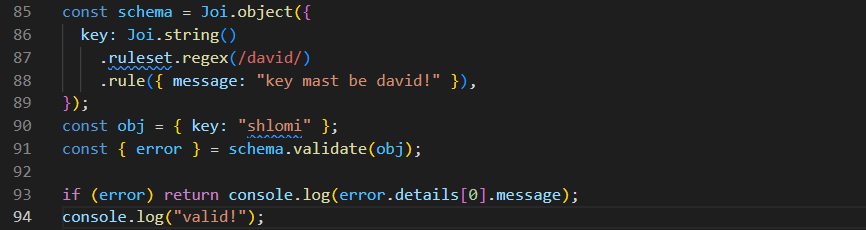 85 const schema = Joi.object({
86   key: Joi.string()
87     .ruleset.regex(/david/)
88     .rule({ message: "key mast be david!" }),
89 });
90 const obj = { key: "shlomi" };
91 const { error } = schema.validate(obj);
92
93 if (error) return console.log(error.details[0].message);
94 console.log("valid!");